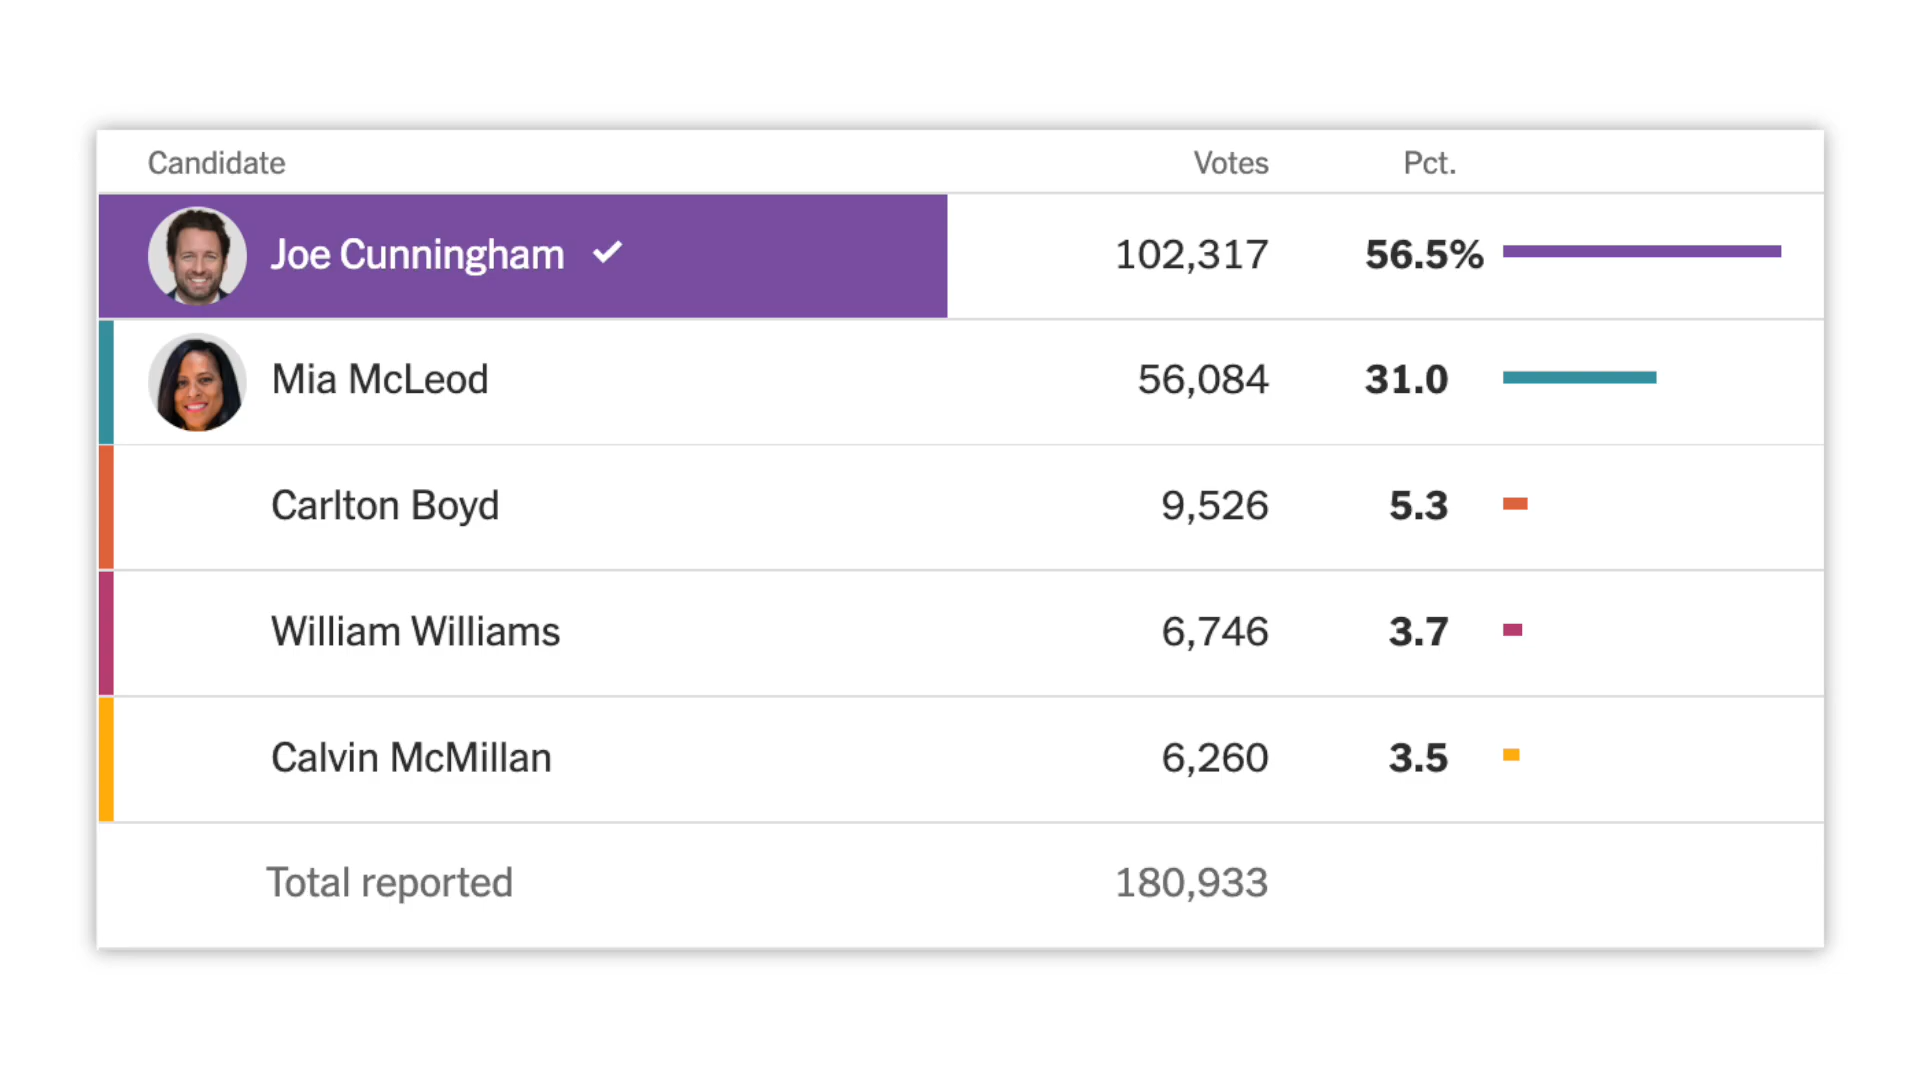 Candidate Votes Pct.
Joe Cunningham 102,317 56.5%
Mia McLeod 56,084 31.0
Carlton Boyd 9,526 5.3
William Williams 6,746 3.7
Calvin McMillan 6,260 3.5
Total reported 180,933